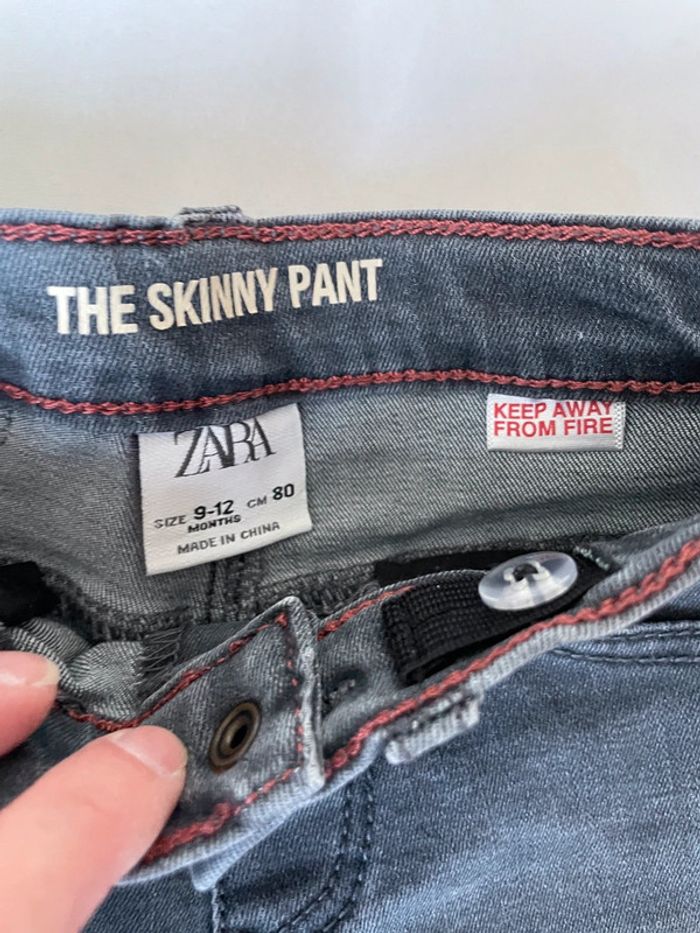 THE SKINNY PANT
ZARA
SIZE 9-12 CM 80
MONTHS
MADE IN CHINA
KEEP AWAY
FROM FIRE